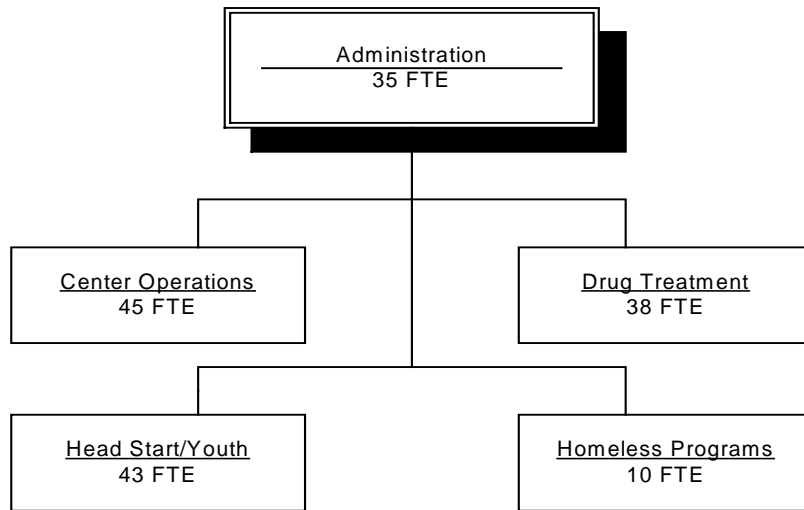 Administration
35 FTE
Center Operations
45 FTE
Drug Treatment
38 FTE
Head Start/Youth
43 FTE
Homeless Programs
10 FTE